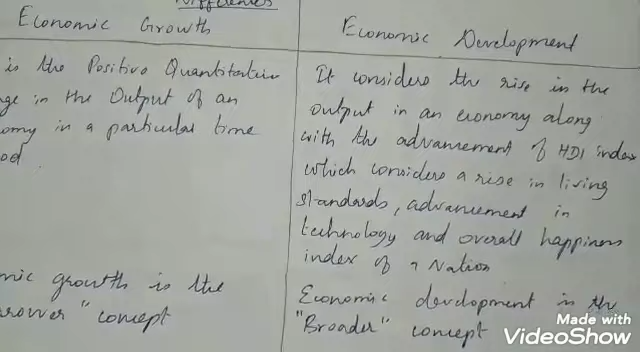 Differences
Economic Growth
Economic Development
is the Positive Quantitative
ge in the Output of an
omy in a particular time
od.
It considers the rise in the
output in an economy along
with the advancement of HDI index
which considers a rise in living
standards, advancement in
technology and overall happiness
index of a Nation
mic growth is the
rrower" concept
Economic development is the
"Broader" concept
Made with
VideoShow